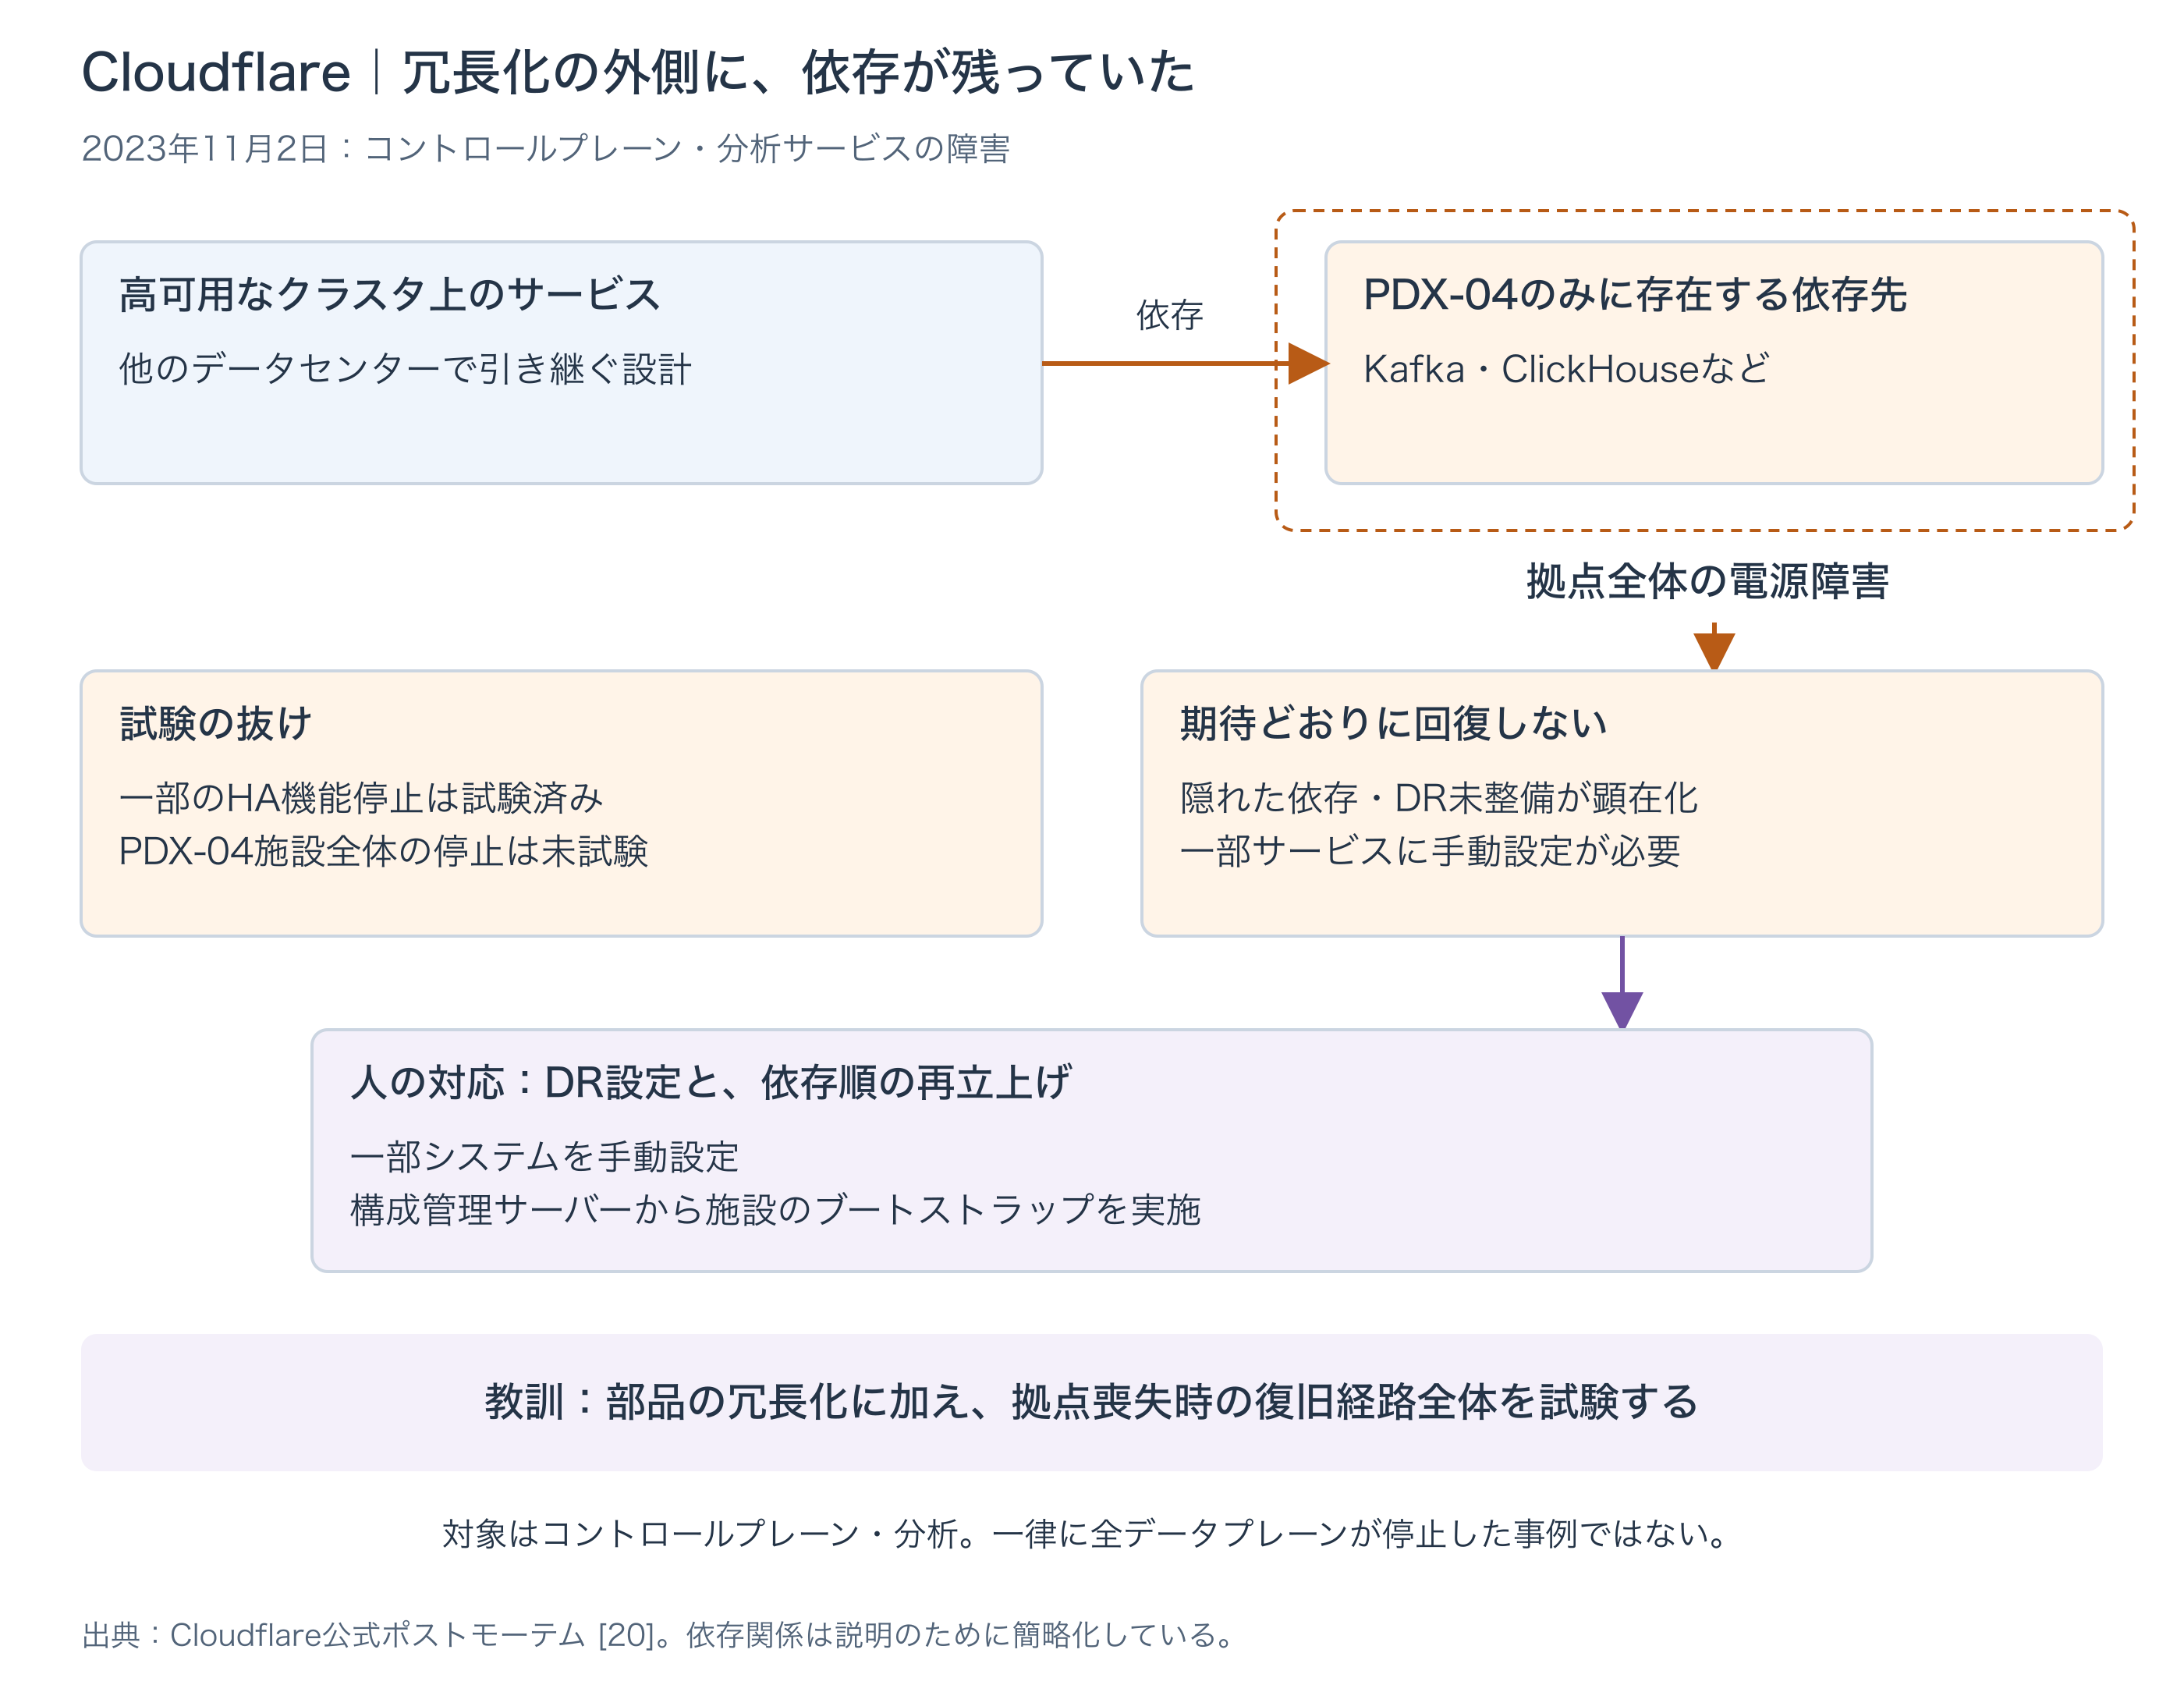 Cloudflare｜冗長化の外側に、依存が残っていた
2023年11月2日：コントロールプレーン・分析サービスの障害
高可用なクラスタ上のサービス
他のデータセンターで引き継ぐ設計
依存
PDX-04のみに存在する依存先
Kafka・ClickHouseなど
拠点全体の電源障害
試験の抜け
一部のHA機能停止は試験済み
PDX-04施設全体の停止は未試験
期待どおりに回復しない
隠れた依存・DR未整備が顕在化
一部サービスに手動設定が必要
人の対応：DR設定と、依存順の再立上げ
一部システムを手動設定
構成管理サーバーから施設のブートストラップを実施
教訓：部品の冗長化に加え、拠点喪失時の復旧経路全体を試験する
対象はコントロールプレーン・分析。一律に全データプレーンが停止した事例ではない。
出典：Cloudflare公式ポストモーテム [20]。依存関係は説明のために簡略化している。